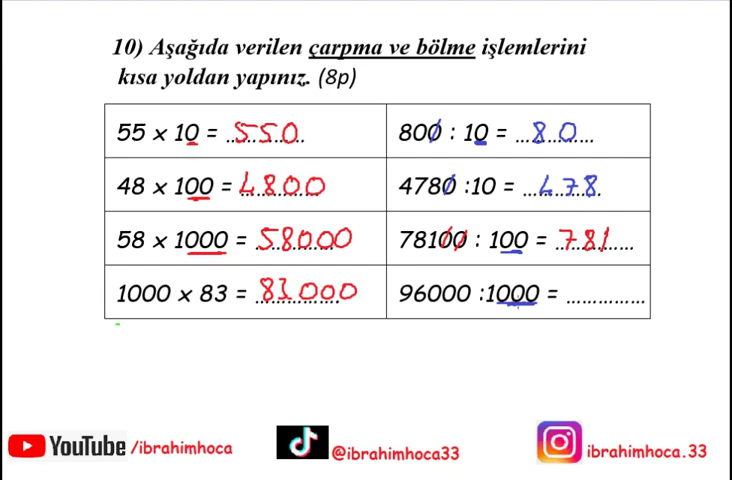 10) Aşağıda verilen çarpma ve bölme işlemlerini
kısa yoldan yapınız. (8p)
55 x 10 = 550
800 : 10 = 80
48 x 100 = 4800
4780 :10 = 478
58 x 1000 = 58000
78100 : 100 = 781
1000 x 83 = 83000
96000 :1000 = ...............
YouTube /ibrahimhoca
@ibrahimhoca33
ibrahimhoca.33